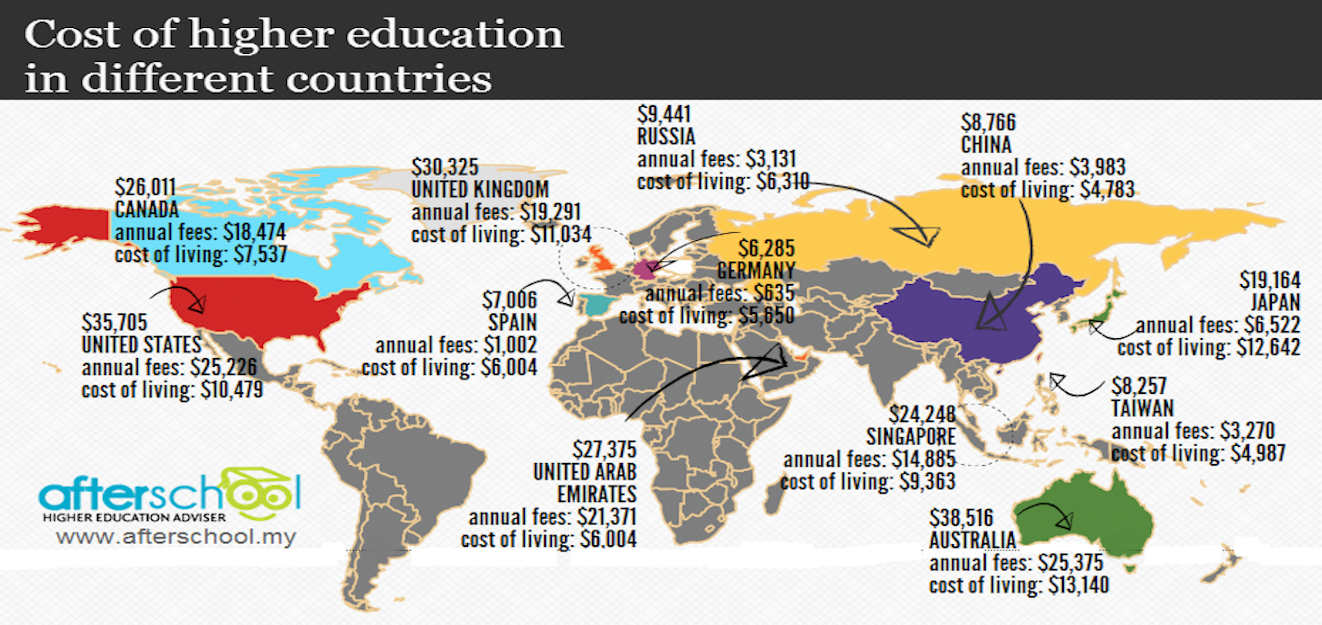 Cost of higher education
in different countries
$9,441
RUSSIA
annual fees: $3,131
cost of living: $6,310
$8,766
CHINA
annual fees: $3,983
cost of living: $4,783
$30,325
UNITED KINGDOM
annual fees: $19,291
cost of living: $11,034
$26,011
CANADA
annual fees: $18,474
cost of living: $7,537
$6,285
GERMANY
annual fees: $635
cost of living: $5,650
$19,164
JAPAN
annual fees: $6,522
cost of living: $12,642
$7,006
SPAIN
annual fees: $1,002
cost of living: $6,004
$35,705
UNITED STATES
annual fees: $25,226
cost of living: $10,479
$8,257
TAIWAN
annual fees: $3,270
cost of living: $4,987
$24,248
SINGAPORE
annual fees: $14,885
cost of living: $9,363
$27,375
UNITED ARAB
EMIRATES
annual fees: $21,371
cost of living: $6,004
$38,516
AUSTRALIA
annual fees: $25,375
cost of living: $13,140
afterschool
HIGHER EDUCATION ADVISER
www.afterschool.my